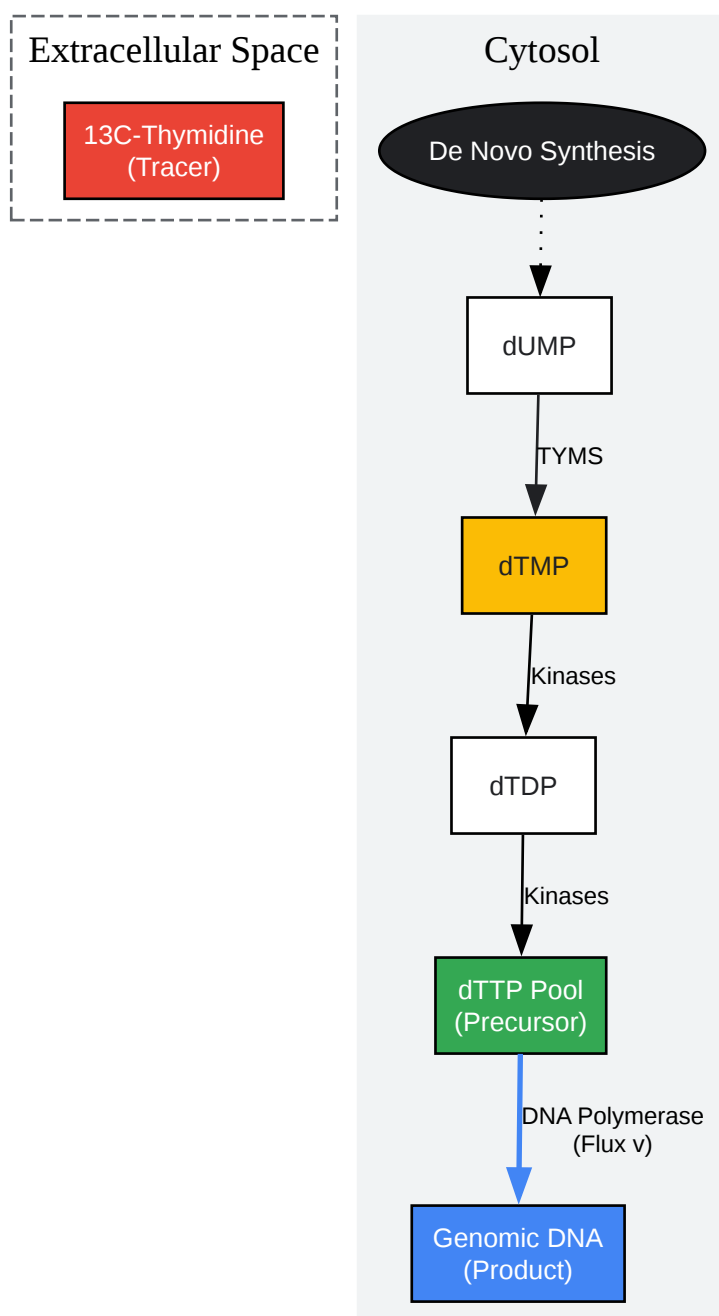 Extracellular Space
13C-Thymidine
(Tracer)
Cytosol
De Novo Synthesis
dUMP
TYMS
dTMP
Kinases
dTDP
Kinases
dTTP Pool
(Precursor)
DNA Polymerase
(Flux v)
Genomic DNA
(Product)